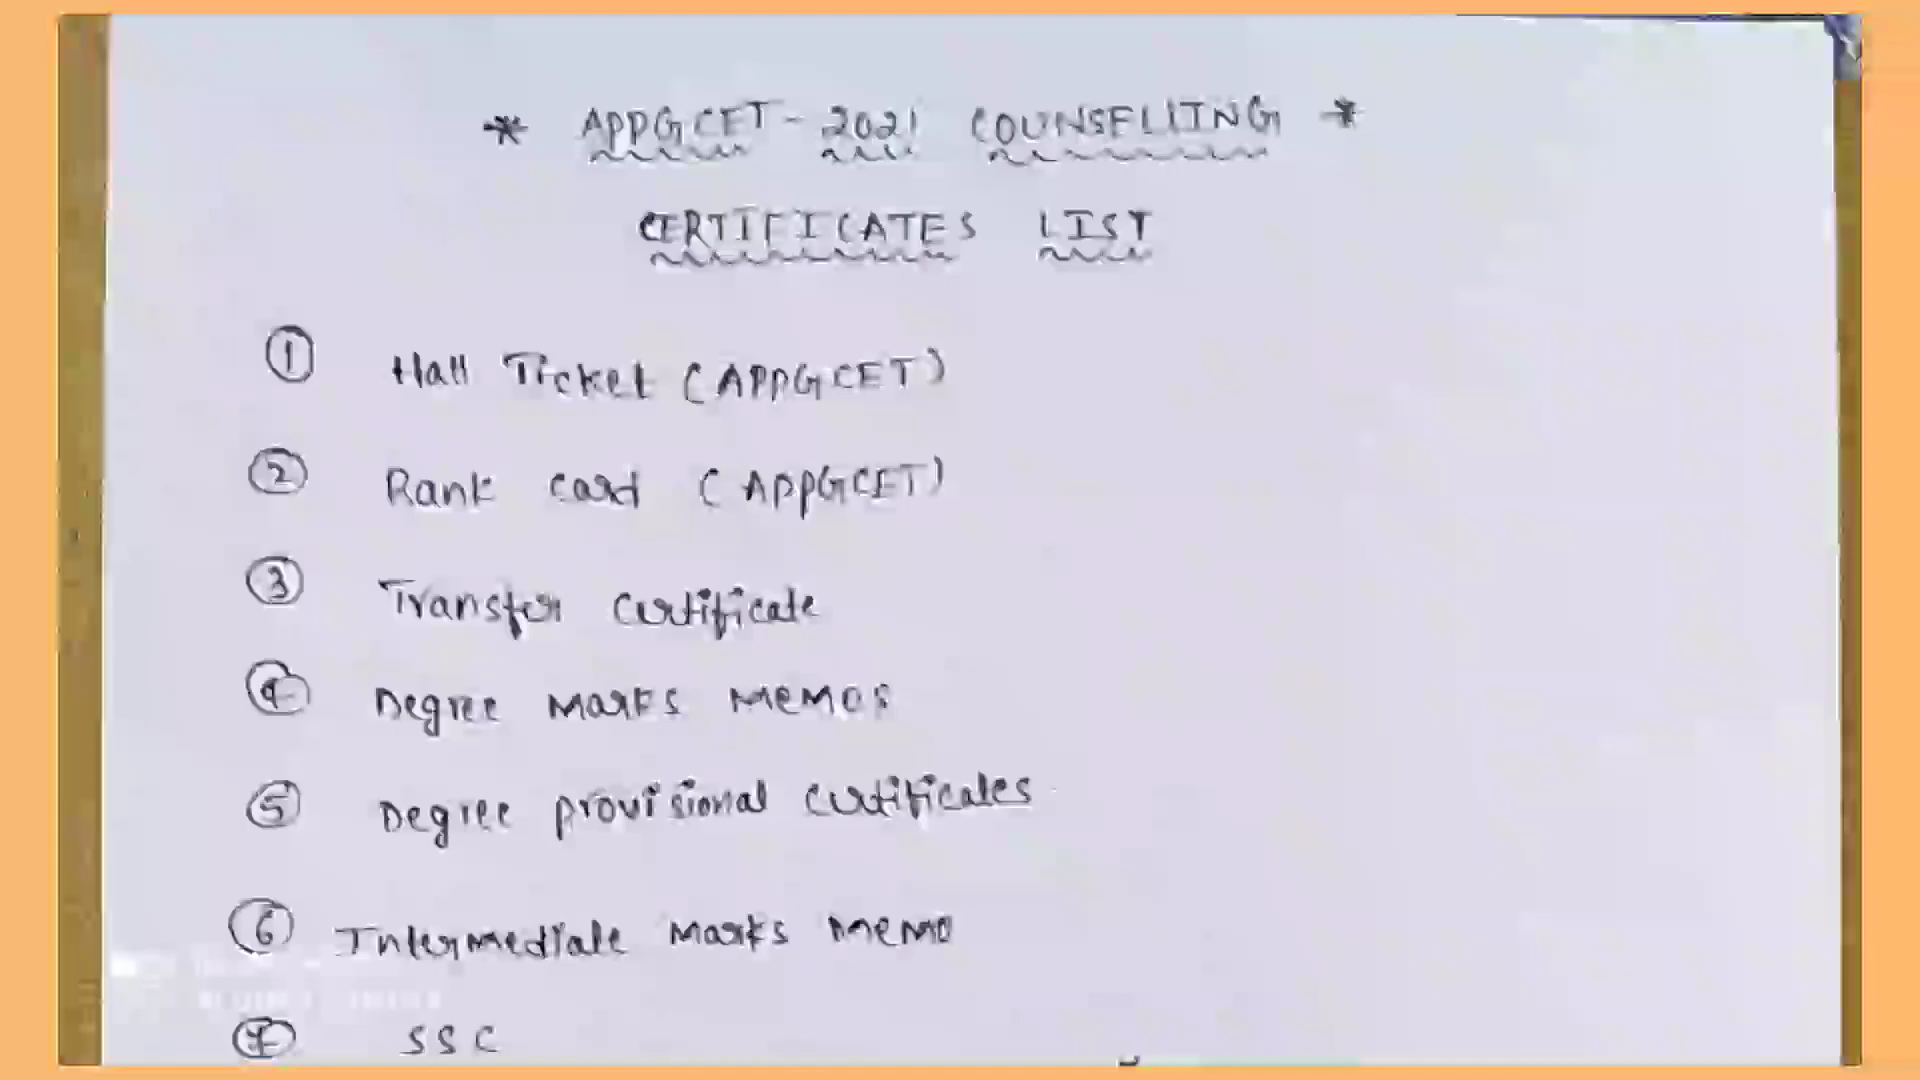 * APPGCET - 2021 COUNSELLING *
CERTIFICATES LIST
1 Hall Ticket (APPGCET)
2 Rank card (APPGCET)
3 Transfer certificate
4 Degree Marks Memos
5 Degree provisional certificates
6 Intermediate Marks Memo
7 SSC